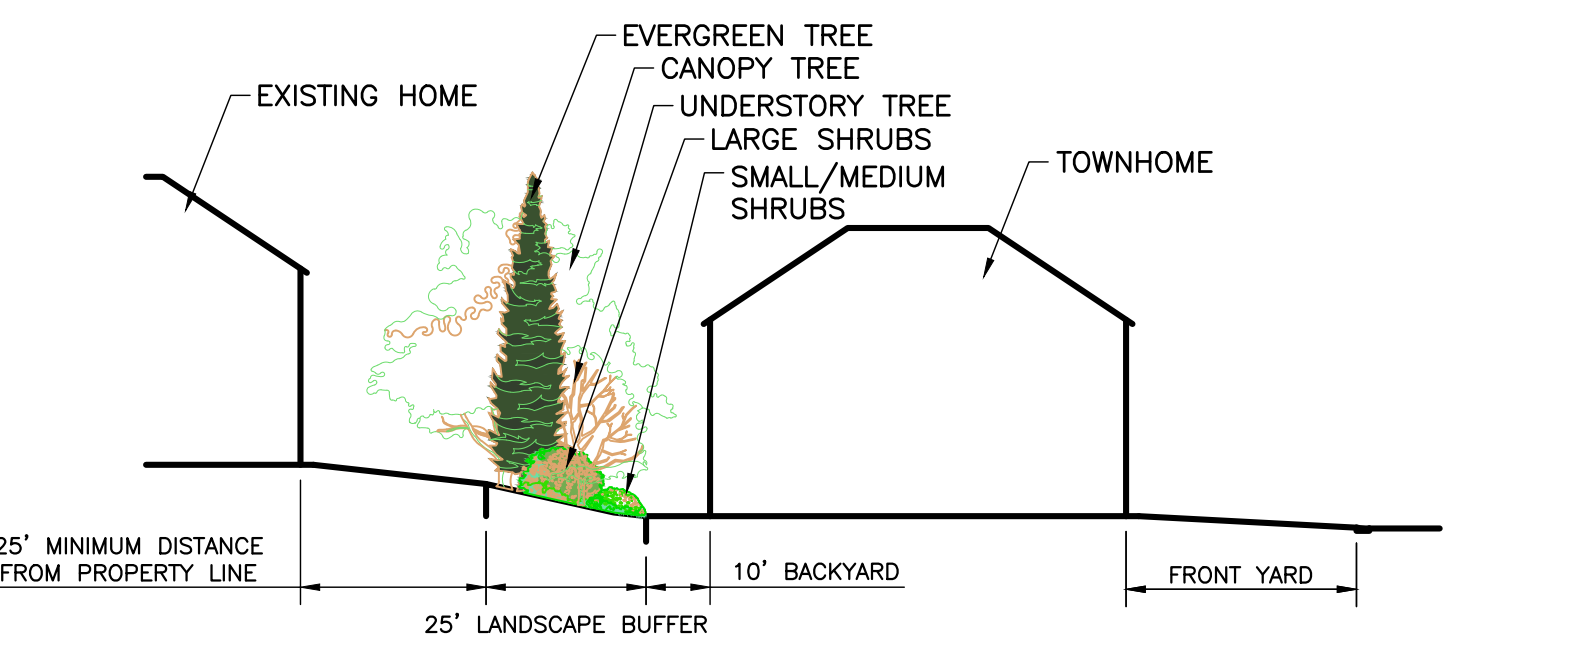 EVERGREEN TREE
CANOPY TREE
EXISTING HOME
UNDERSTORY TREE
LARGE SHRUBS
SMALL/MEDIUM
SHRUBS
TOWNHOME
25' MINIMUM DISTANCE
FROM PROPERTY LINE
10' BACKYARD
FRONT YARD
25' LANDSCAPE BUFFER